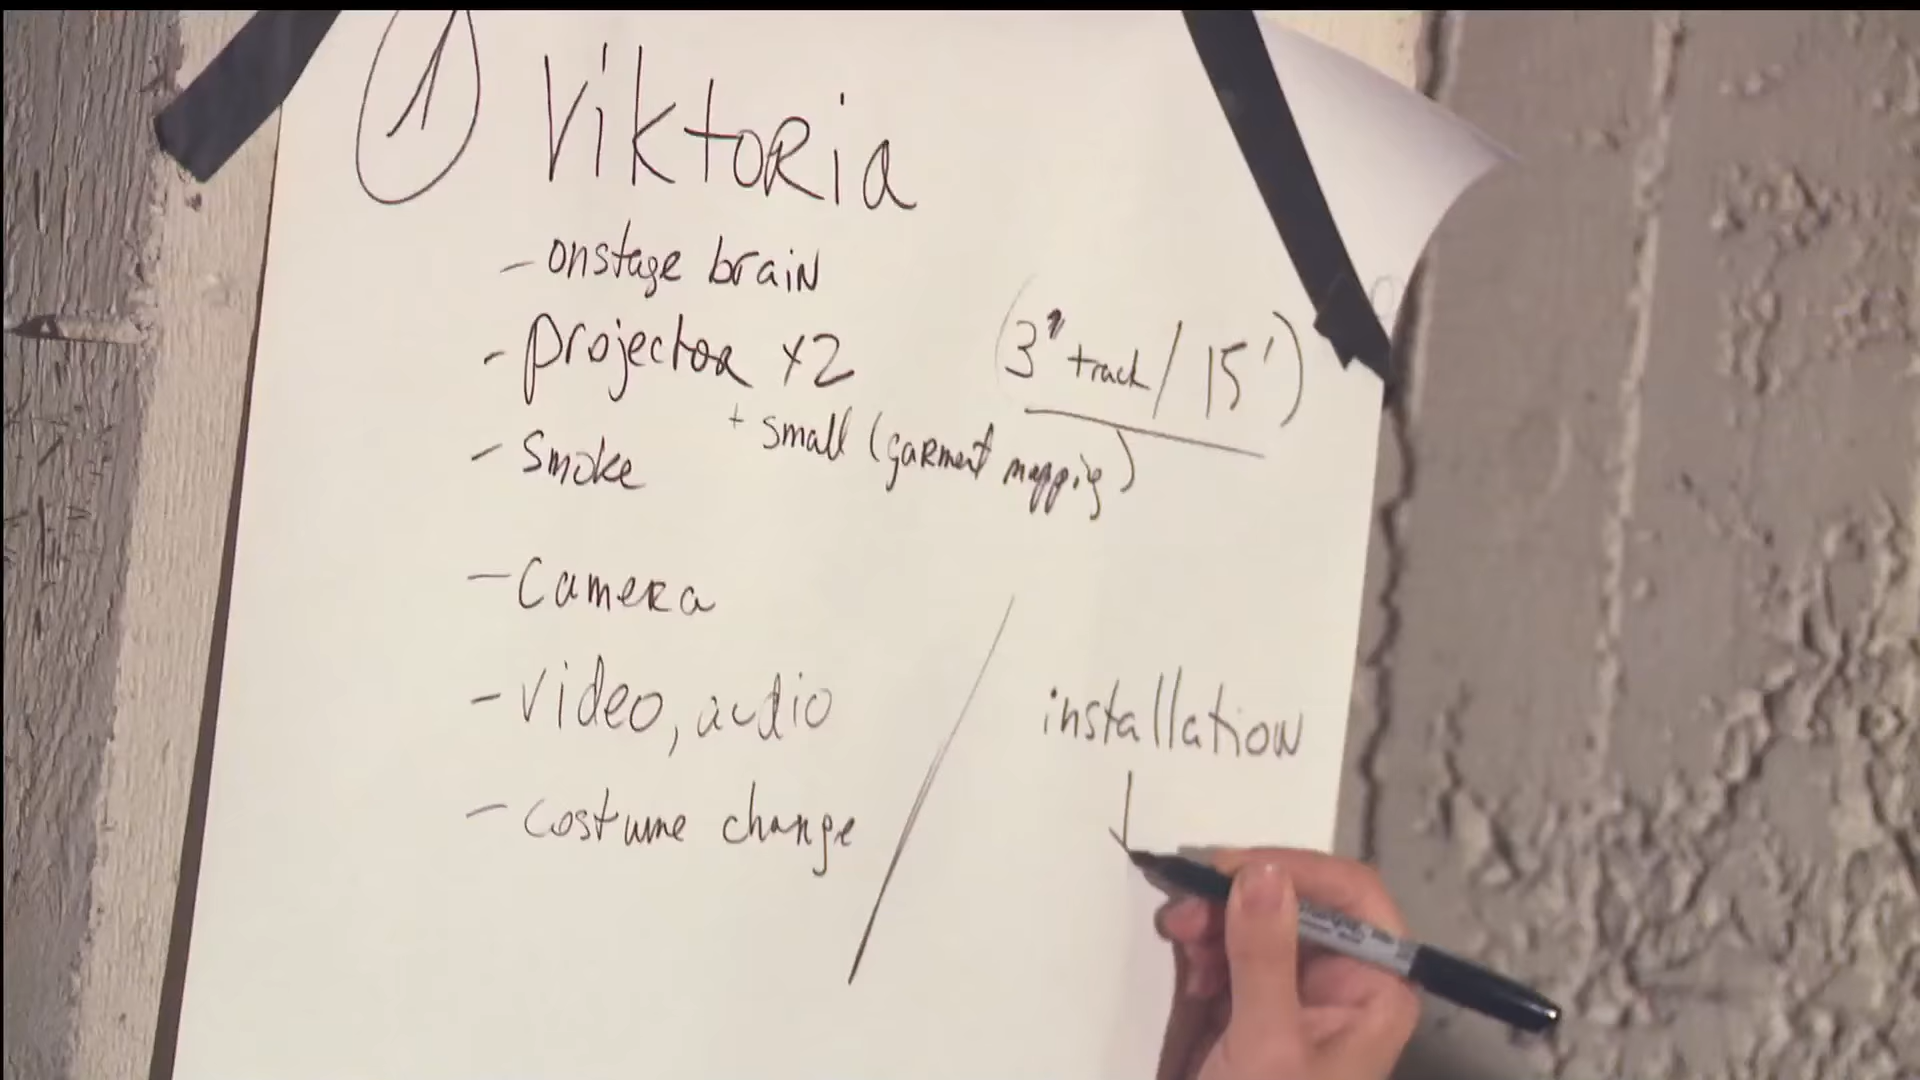 1 Viktoria
- onstage brain
- projector x2 (3" track / 15')
+ small (garment mapping)
- Smoke
- Camera
- video, audio
installation
- costume change